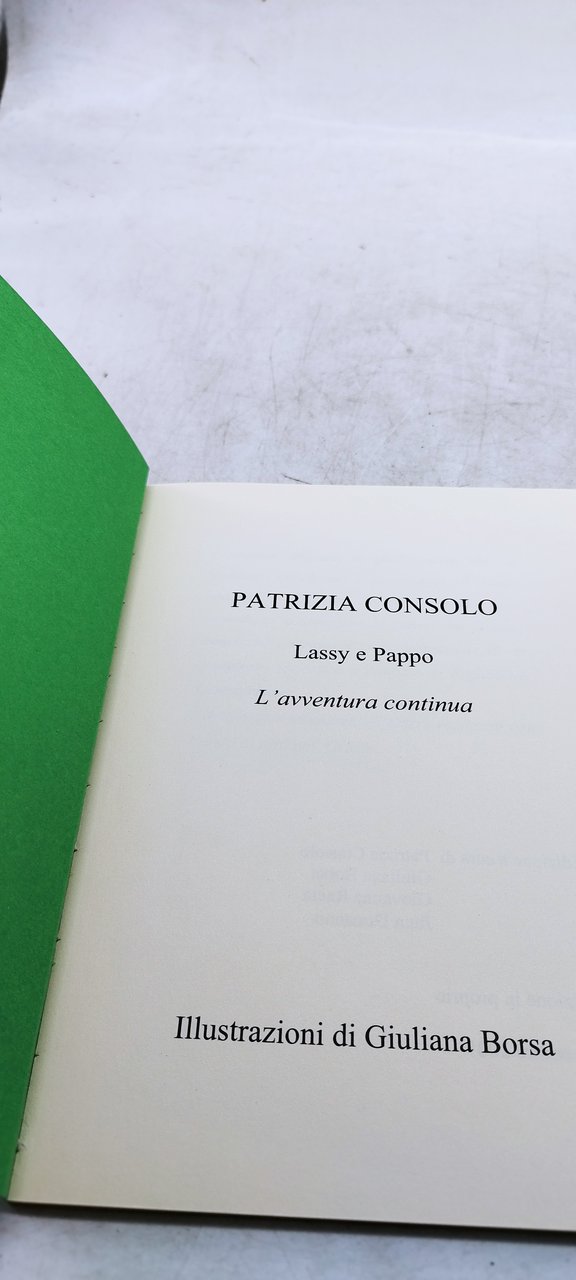 PATRIZIA CONSOLO
Lassy e Pappo
L'avventura continua
Illustrazioni di Giuliana Borsa